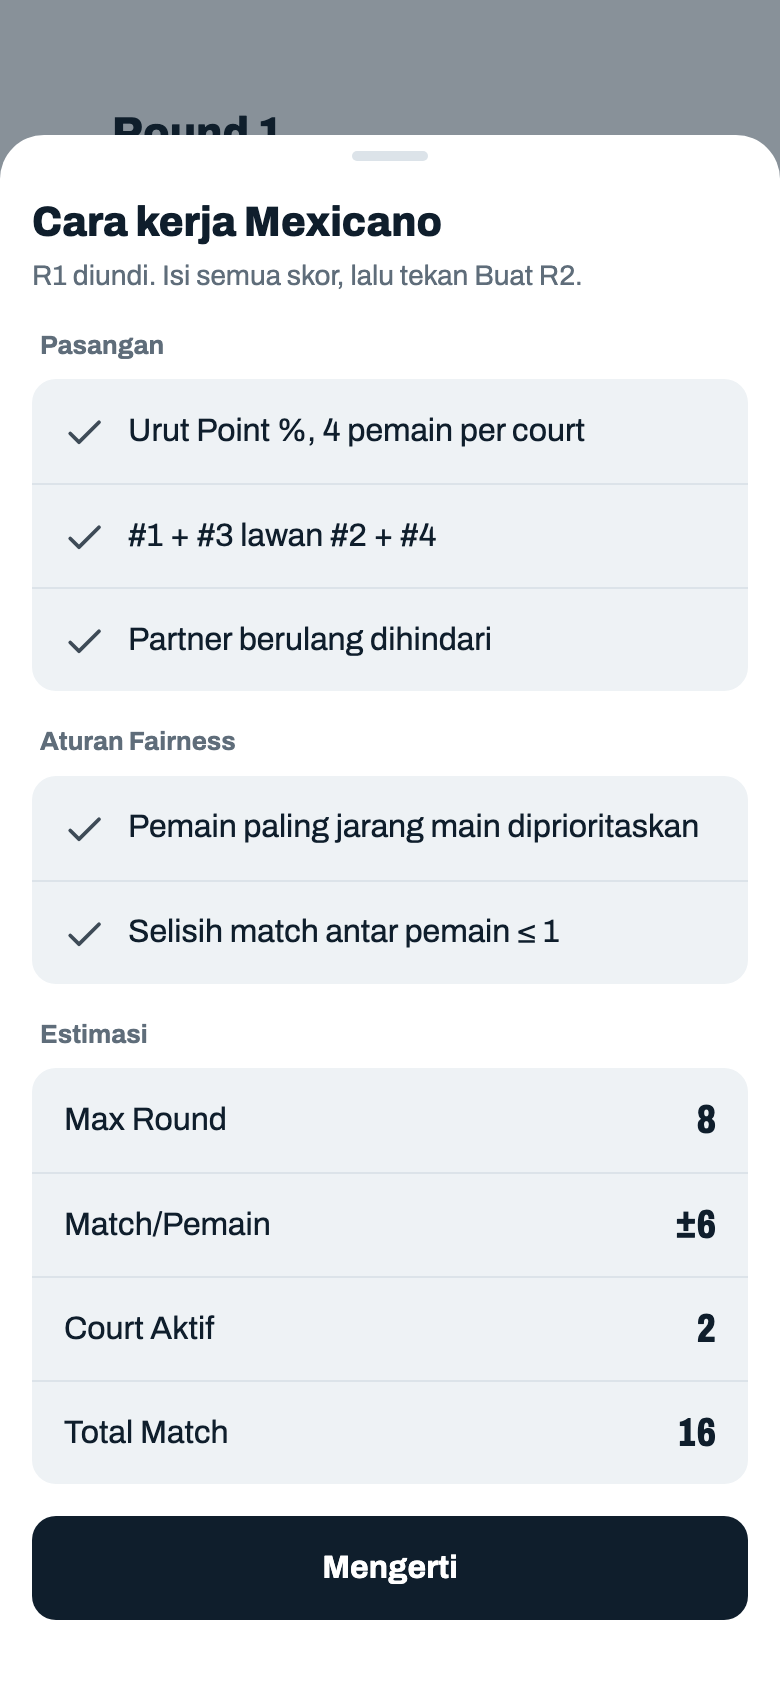 Round 1
Cara kerja Mexicano
R1 diundi. Isi semua skor, lalu tekan Buat R2.
Pasangan
Urut Point %, 4 pemain per court
#1 + #3 lawan #2 + #4
Partner berulang dihindari
Aturan Fairness
Pemain paling jarang main diprioritaskan
Selisih match antar pemain ≤ 1
Estimasi
Max Round 8
Match/Pemain ±6
Court Aktif 2
Total Match 16
Mengerti